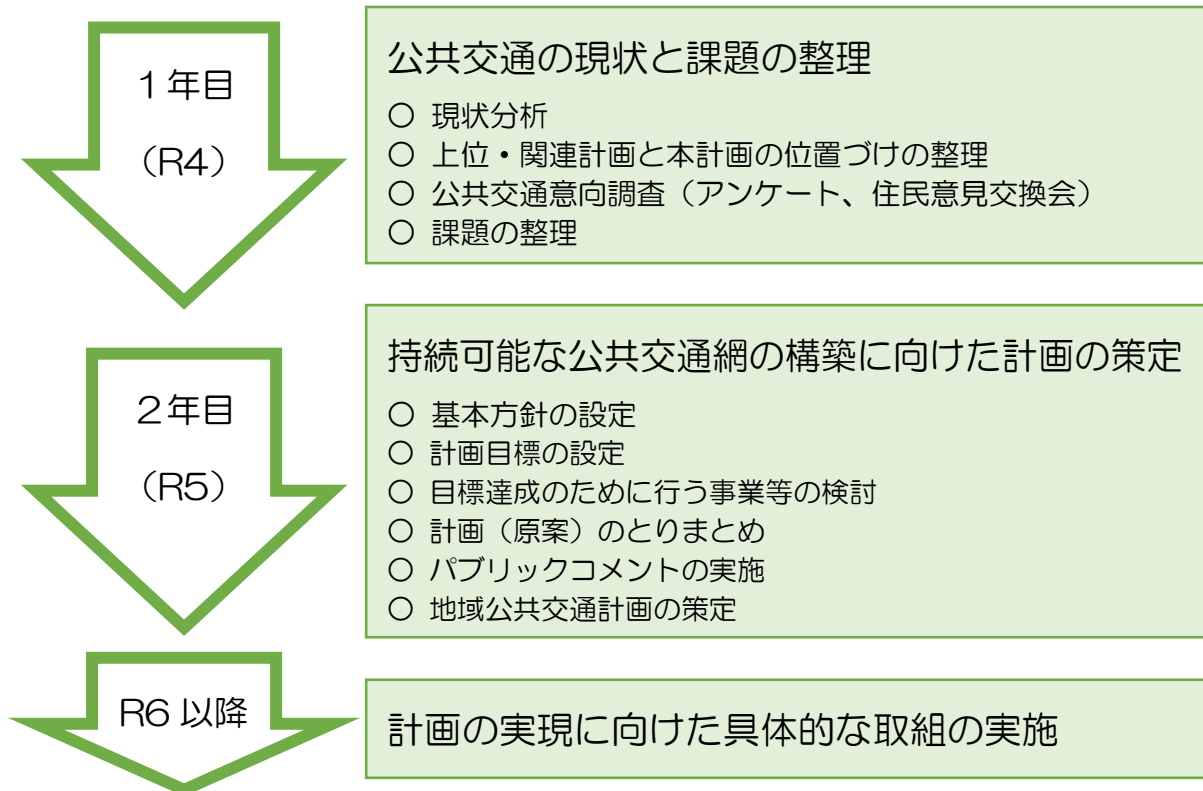 1年目
（R4）
公共交通の現状と課題の整理
○ 現状分析
○ 上位・関連計画と本計画の位置づけの整理
○ 公共交通意向調査（アンケート、住民意見交換会）
○ 課題の整理
2年目
（R5）
持続可能な公共交通網の構築に向けた計画の策定
○ 基本方針の設定
○ 計画目標の設定
○ 目標達成のために行う事業等の検討
○ 計画（原案）のとりまとめ
○ パブリックコメントの実施
○ 地域公共交通計画の策定
R6 以降
計画の実現に向けた具体的な取組の実施